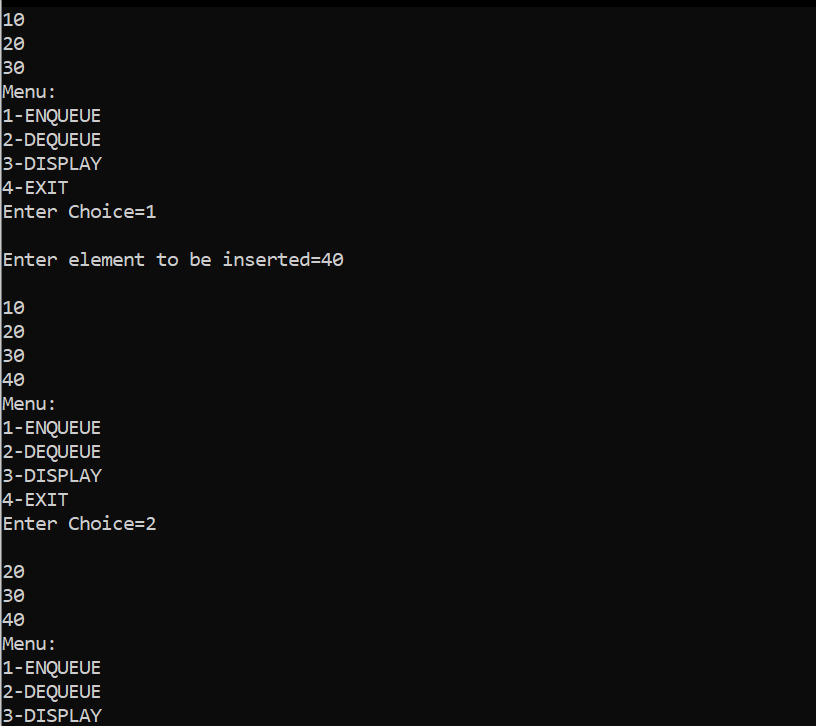 10
20
30
Menu:
1-ENQUEUE
2-DEQUEUE
3-DISPLAY
4-EXIT
Enter Choice=1
Enter element to be inserted=40
10
20
30
40
Menu:
1-ENQUEUE
2-DEQUEUE
3-DISPLAY
4-EXIT
Enter Choice=2
20
30
40
Menu:
1-ENQUEUE
2-DEQUEUE
3-DISPLAY